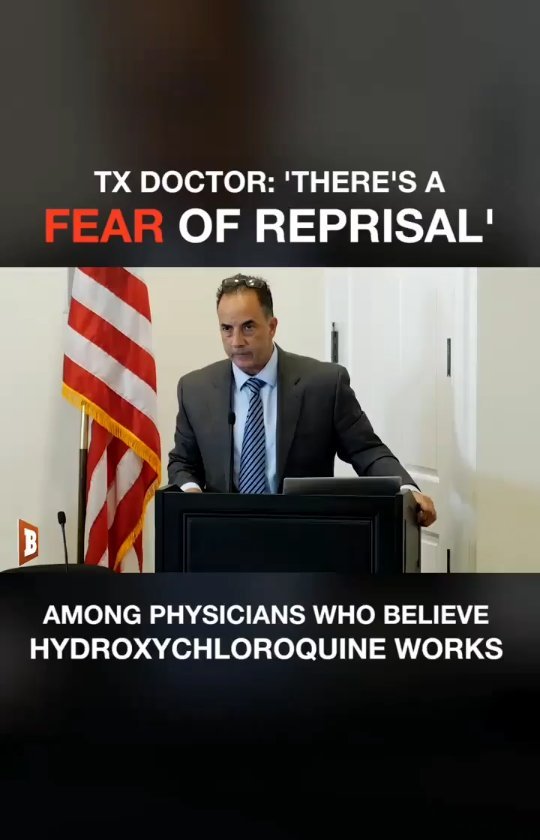 TX DOCTOR: 'THERE'S A
FEAR OF REPRISAL'
B
AMONG PHYSICIANS WHO BELIEVE
HYDROXYCHLOROQUINE WORKS